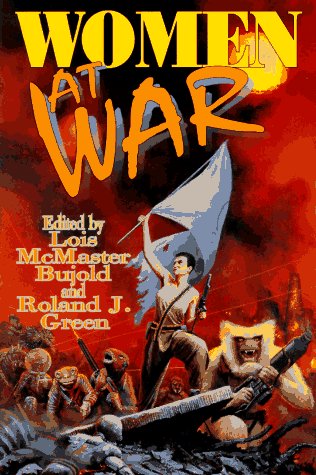 WOMEN
AT
WAR
Edited by
Lois
McMaster
Bujold
and
Roland J.
Green